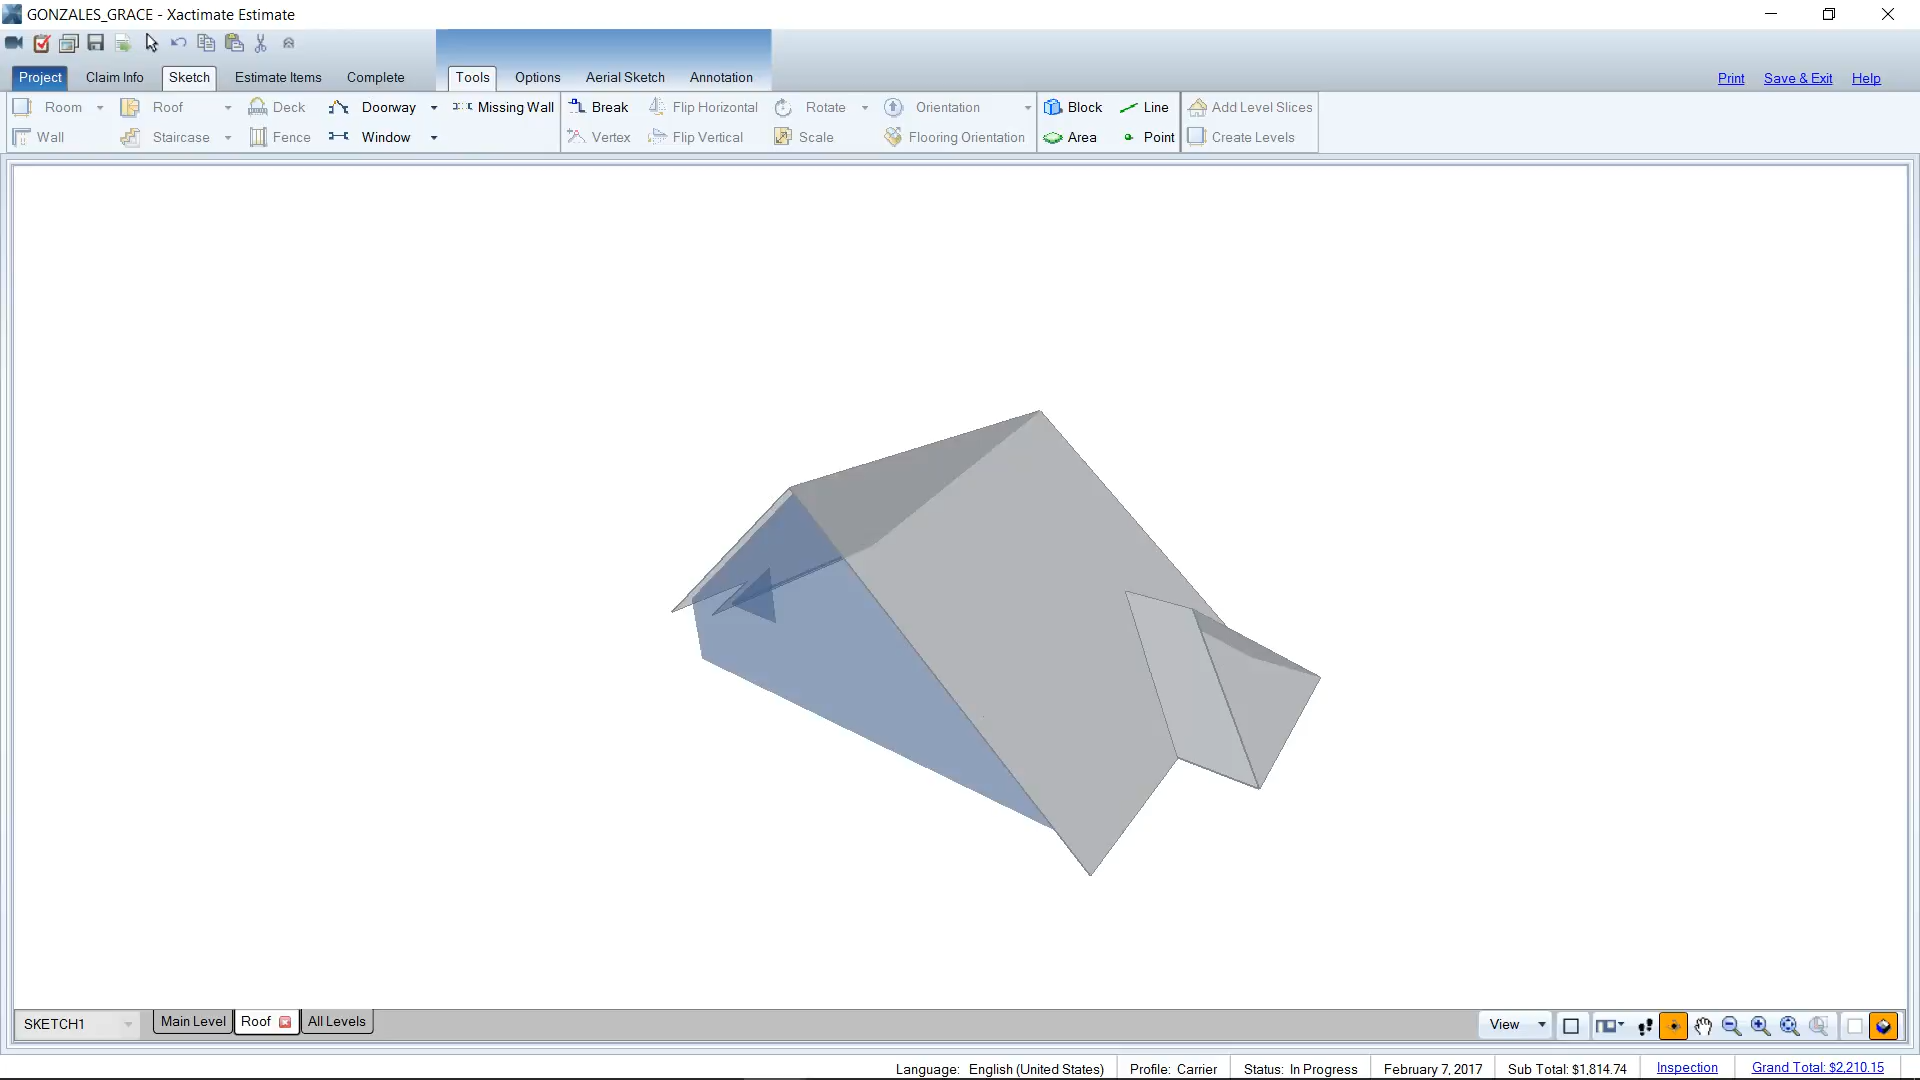 GONZALES_GRACE - Xactimate Estimate
Project Claim Info Sketch Estimate Items Complete Tools Options Aerial Sketch Annotation Print Save & Exit Help
Room Roof Deck Doorway Missing Wall Break Flip Horizontal Rotate Orientation Block Line Add Level Slices
Wall Staircase Fence Window Vertex Flip Vertical Scale Flooring Orientation Area Point Create Levels
SKETCH1 Main Level Roof All Levels View
Language: English (United States) Profile: Carrier Status: In Progress February 7, 2017 Sub Total: $1,814.74 Inspection Grand Total: $2,210.15